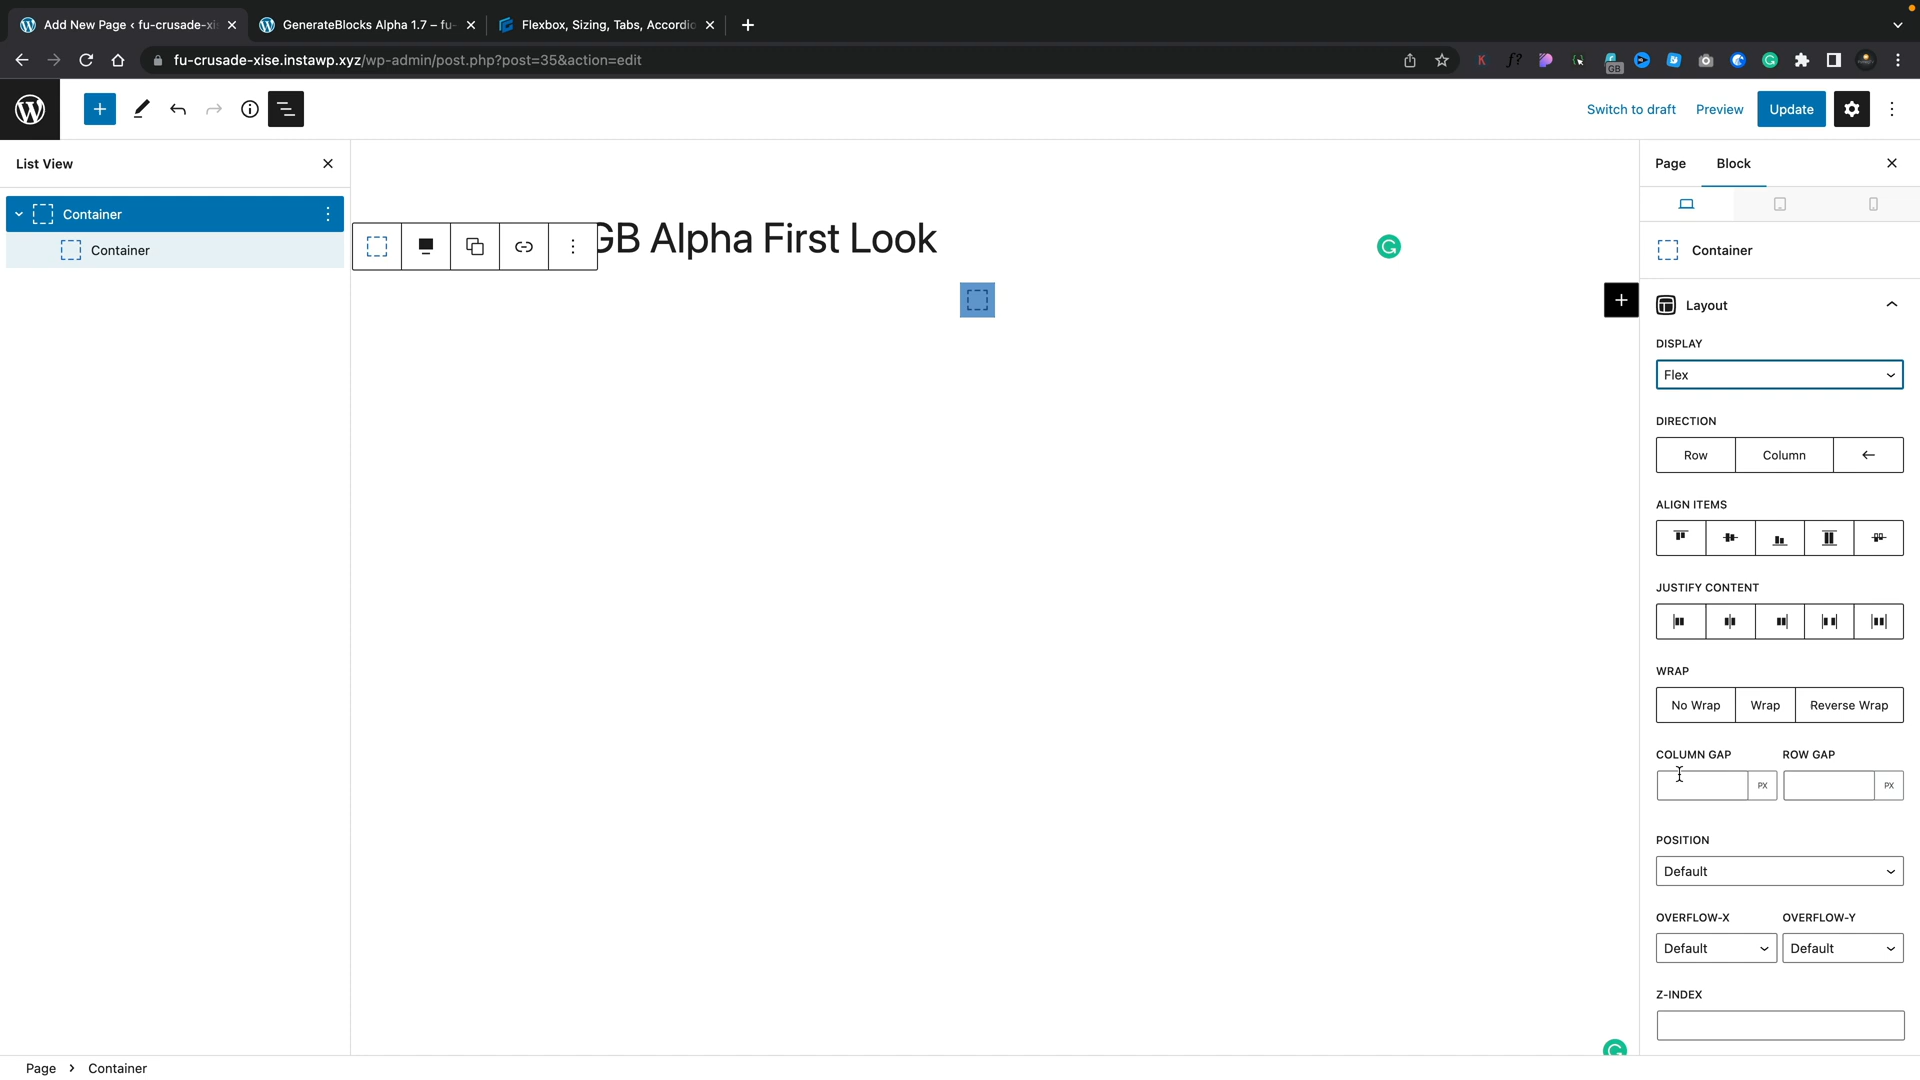 Add New Page ‹ fu-crusade-xis
GenerateBlocks Alpha 1.7 – fu-
Flexbox, Sizing, Tabs, Accordio
fu-crusade-xise.instawp.xyz/wp-admin/post.php?post=35&action=edit
GB
Switch to draft
Preview
Update
List View
Page
Block
Container
Container
GB Alpha First Look
Container
Layout
DISPLAY
Flex
DIRECTION
Row
Column
ALIGN ITEMS
JUSTIFY CONTENT
WRAP
No Wrap
Wrap
Reverse Wrap
COLUMN GAP
ROW GAP
PX
PX
POSITION
Default
OVERFLOW-X
OVERFLOW-Y
Default
Default
Z-INDEX
Page
Container